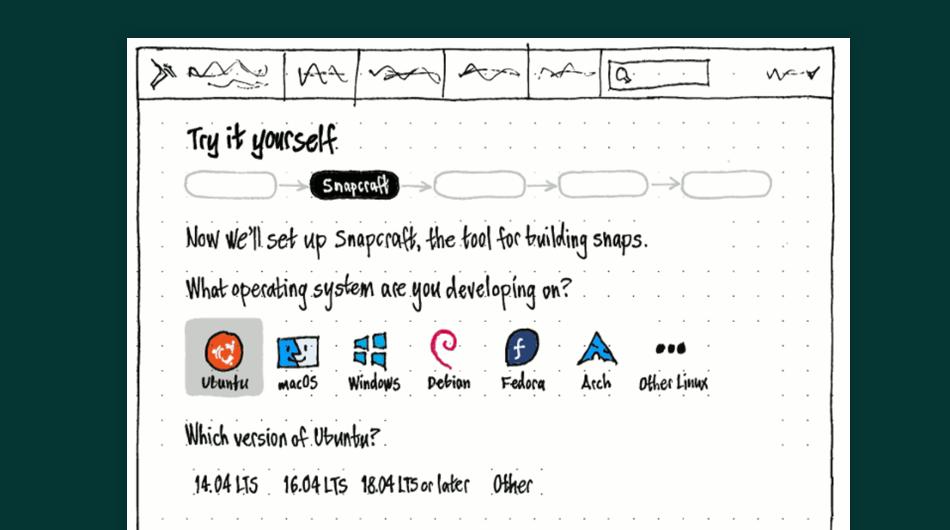 Try it yourself
Snapcraft
Now we'll set up Snapcraft, the tool for building snaps.
What operating system are you developing on?
Ubuntu macOS Windows Debian Fedora Arch Other Linux
Which version of Ubuntu?
14.04 LTS 16.04 LTS 18.04 LTS or later Other